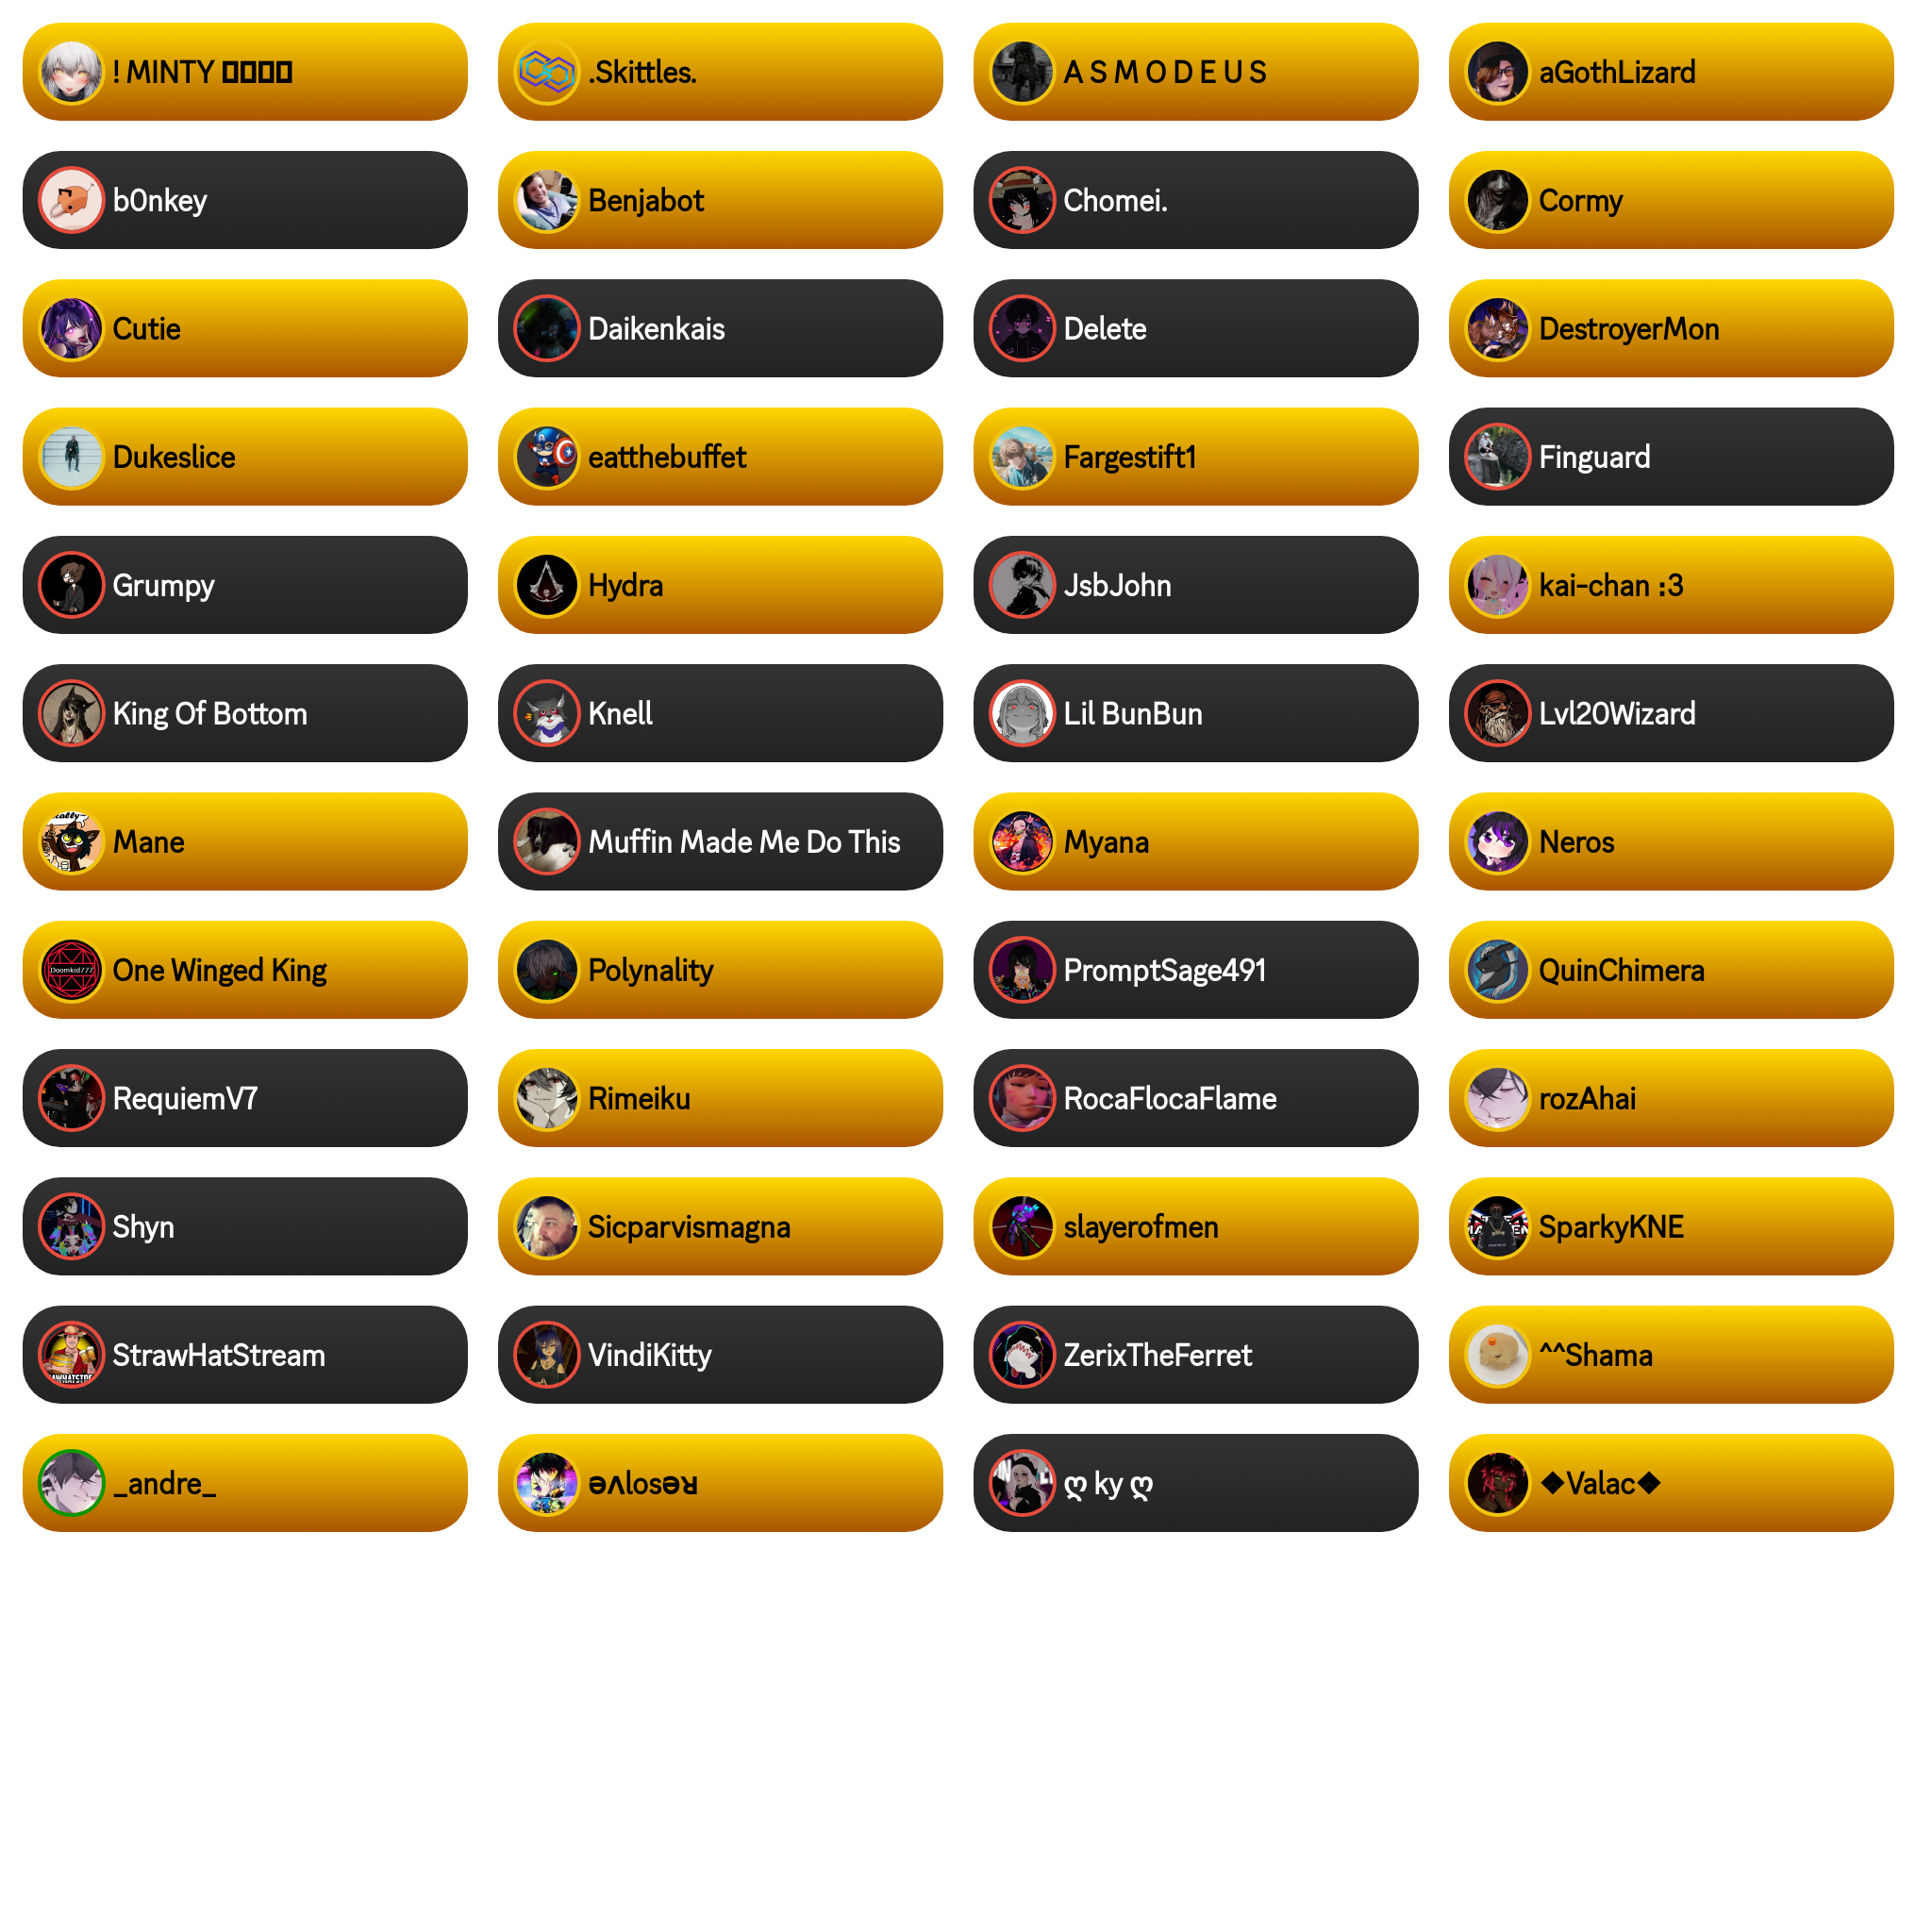 ! MINTY
.Skittles.
A S M O D E U S
aGothLizard
b0nkey
Benjabot
Chomei.
Cormy
Cutie
Daikenkais
Delete
DestroyerMon
Dukeslice
eatthebuffet
Fargestift1
Finguard
Grumpy
Hydra
JsbJohn
kai-chan :3
King Of Bottom
Knell
Lil BunBun
Lvl20Wizard
Mane
Muffin Made Me Do This
Myana
Neros
Doomkid777
One Winged King
Polynality
PromptSage491
QuinChimera
RequiemV7
Rimeiku
RocaFlocaFlame
rozAhai
Shyn
Sicparvismagna
slayerofmen
SparkyKNE
StrawHatStream
VindiKitty
ZerixTheFerret
^^Shama
_andre_
ǝʌlosǝᴚ
ღ ky ღ
❖Valac❖